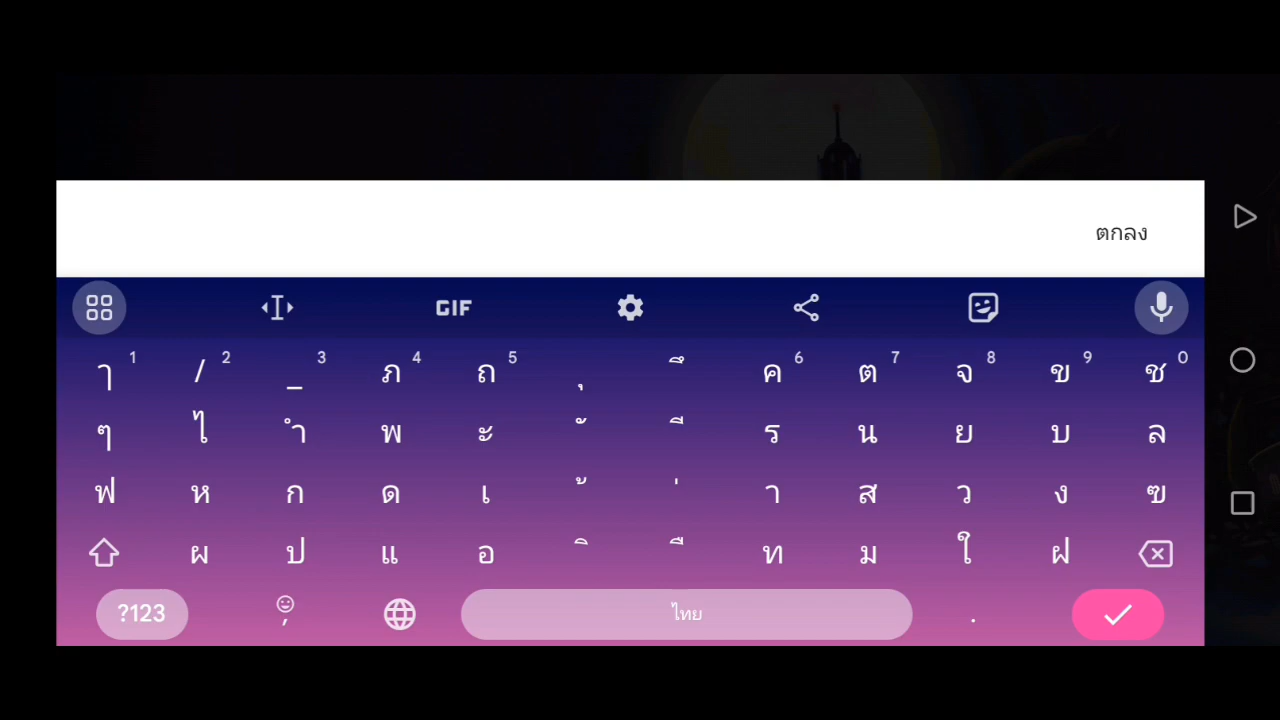 ตกลง
GIF
ๅ 1 / 2 _ 3 ภ 4 ถ 5 ุ ึ ค 6 ต 7 จ 8 ข 9 ช 0
ๆ ไ ำ พ ะ ั ี ร น ย บ ล
ฟ ห ก ด เ ้ ่ า ส ว ง ฃ
ผ ป แ อ ิ ื ท ม ใ ฝ
?123 , ไทย .